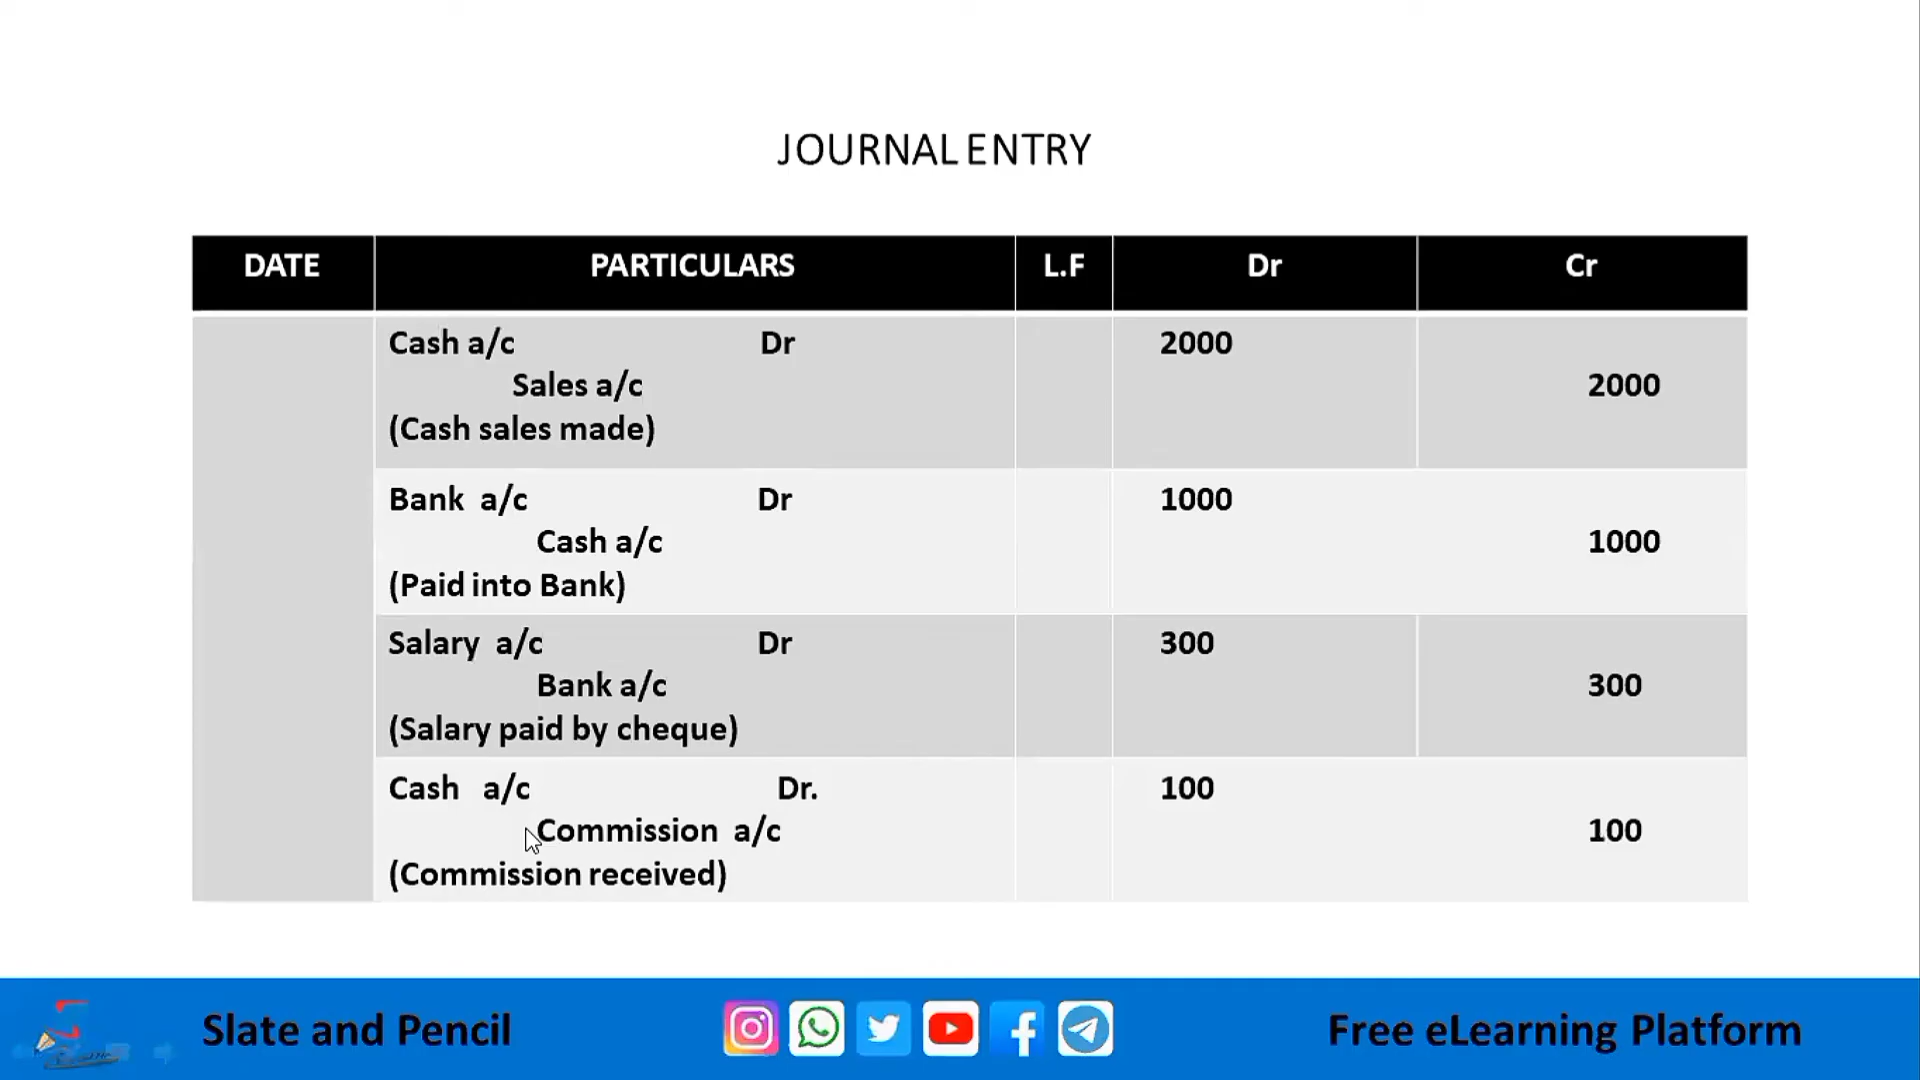 JOURNAL ENTRY
DATE PARTICULARS L.F Dr Cr
Cash a/c Dr 2000
Sales a/c 2000
(Cash sales made)
Bank a/c Dr 1000
Cash a/c 1000
(Paid into Bank)
Salary a/c Dr 300
Bank a/c 300
(Salary paid by cheque)
Cash a/c Dr. 100
Commission a/c 100
(Commission received)
Slate and Pencil Free eLearning Platform